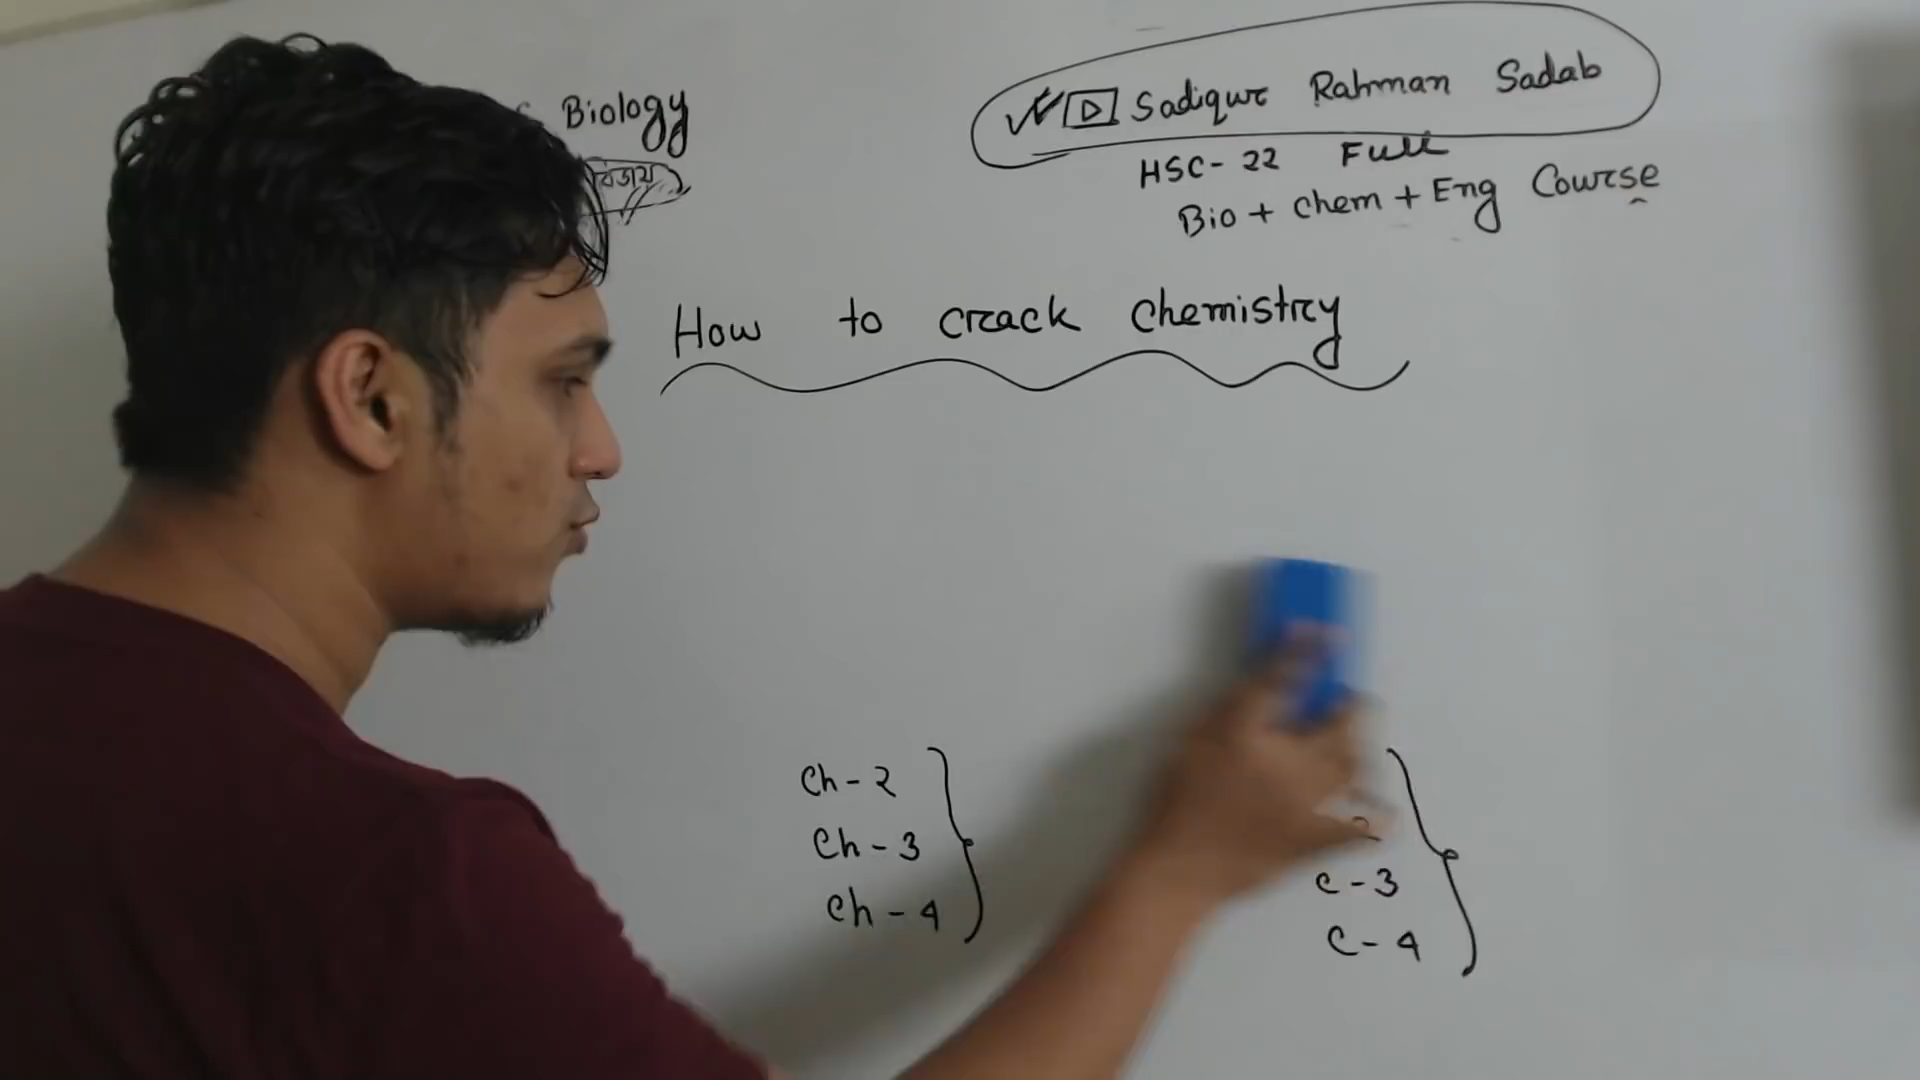 Biology
Sadiqur Rahman Sadab
HSC-22 Full
Bio + chem + Eng Course
How to crack chemistry
Ch-2
Ch-3
Ch-4
2
C-3
C-4